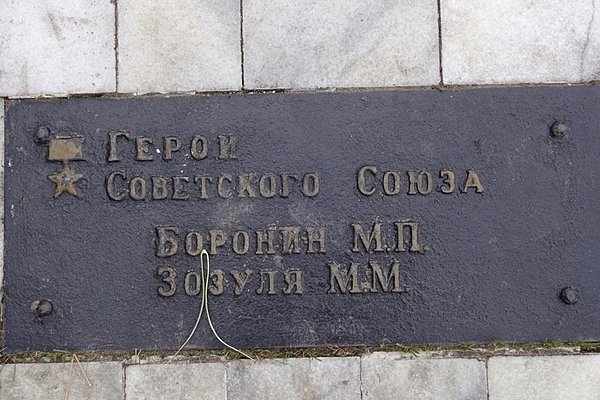 Герои
Советского Союза
Боронин М.П.
Зозуля М.М.